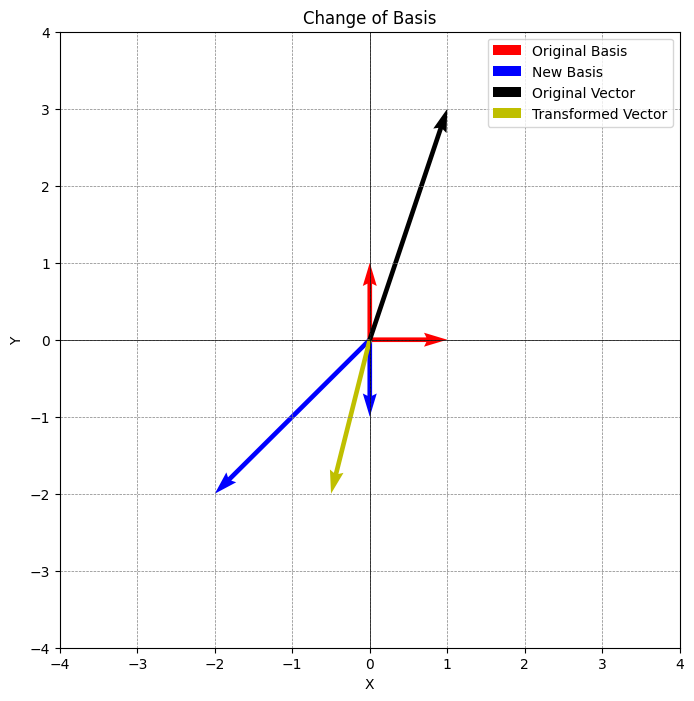 Change of Basis
Original Basis
New Basis
Original Vector
Transformed Vector
4
3
2
1
0
−1
−2
−3
−4
Y
−4 −3 −2 −1 0 1 2 3 4
X